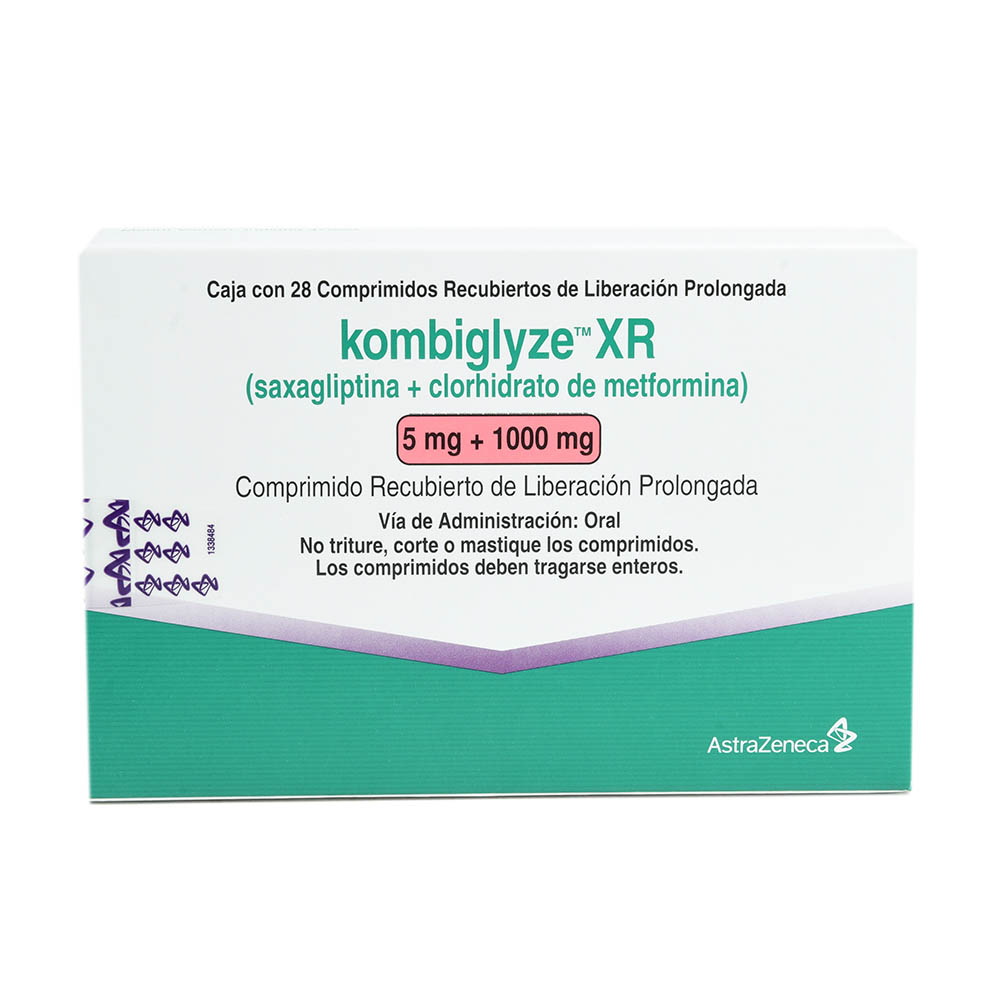 Caja con 28 Comprimidos Recubiertos de Liberación Prolongada
kombiglyze™ XR
(saxagliptina + clorhidrato de metformina)
5 mg + 1000 mg
Comprimido Recubierto de Liberación Prolongada
Vía de Administración: Oral
No triture, corte o mastique los comprimidos.
Los comprimidos deben tragarse enteros.
1338484
AstraZeneca